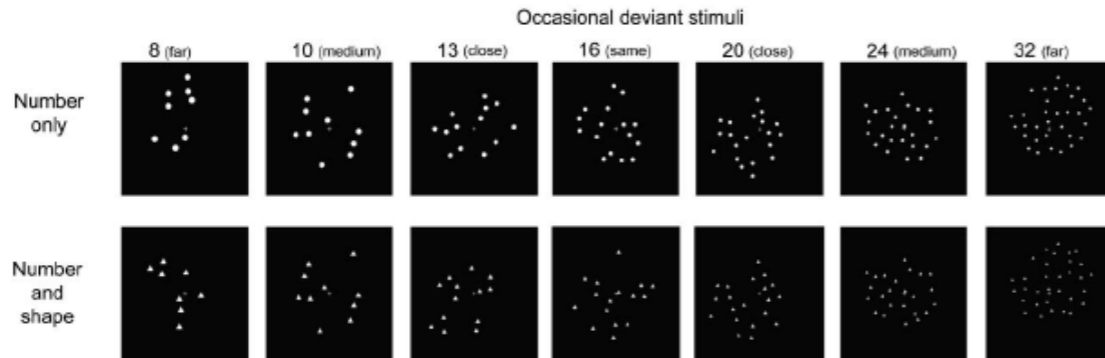 Occasional deviant stimuli
8 (far) 10 (medium) 13 (close) 16 (same) 20 (close) 24 (medium) 32 (far)
Number
only
Number
and
shape